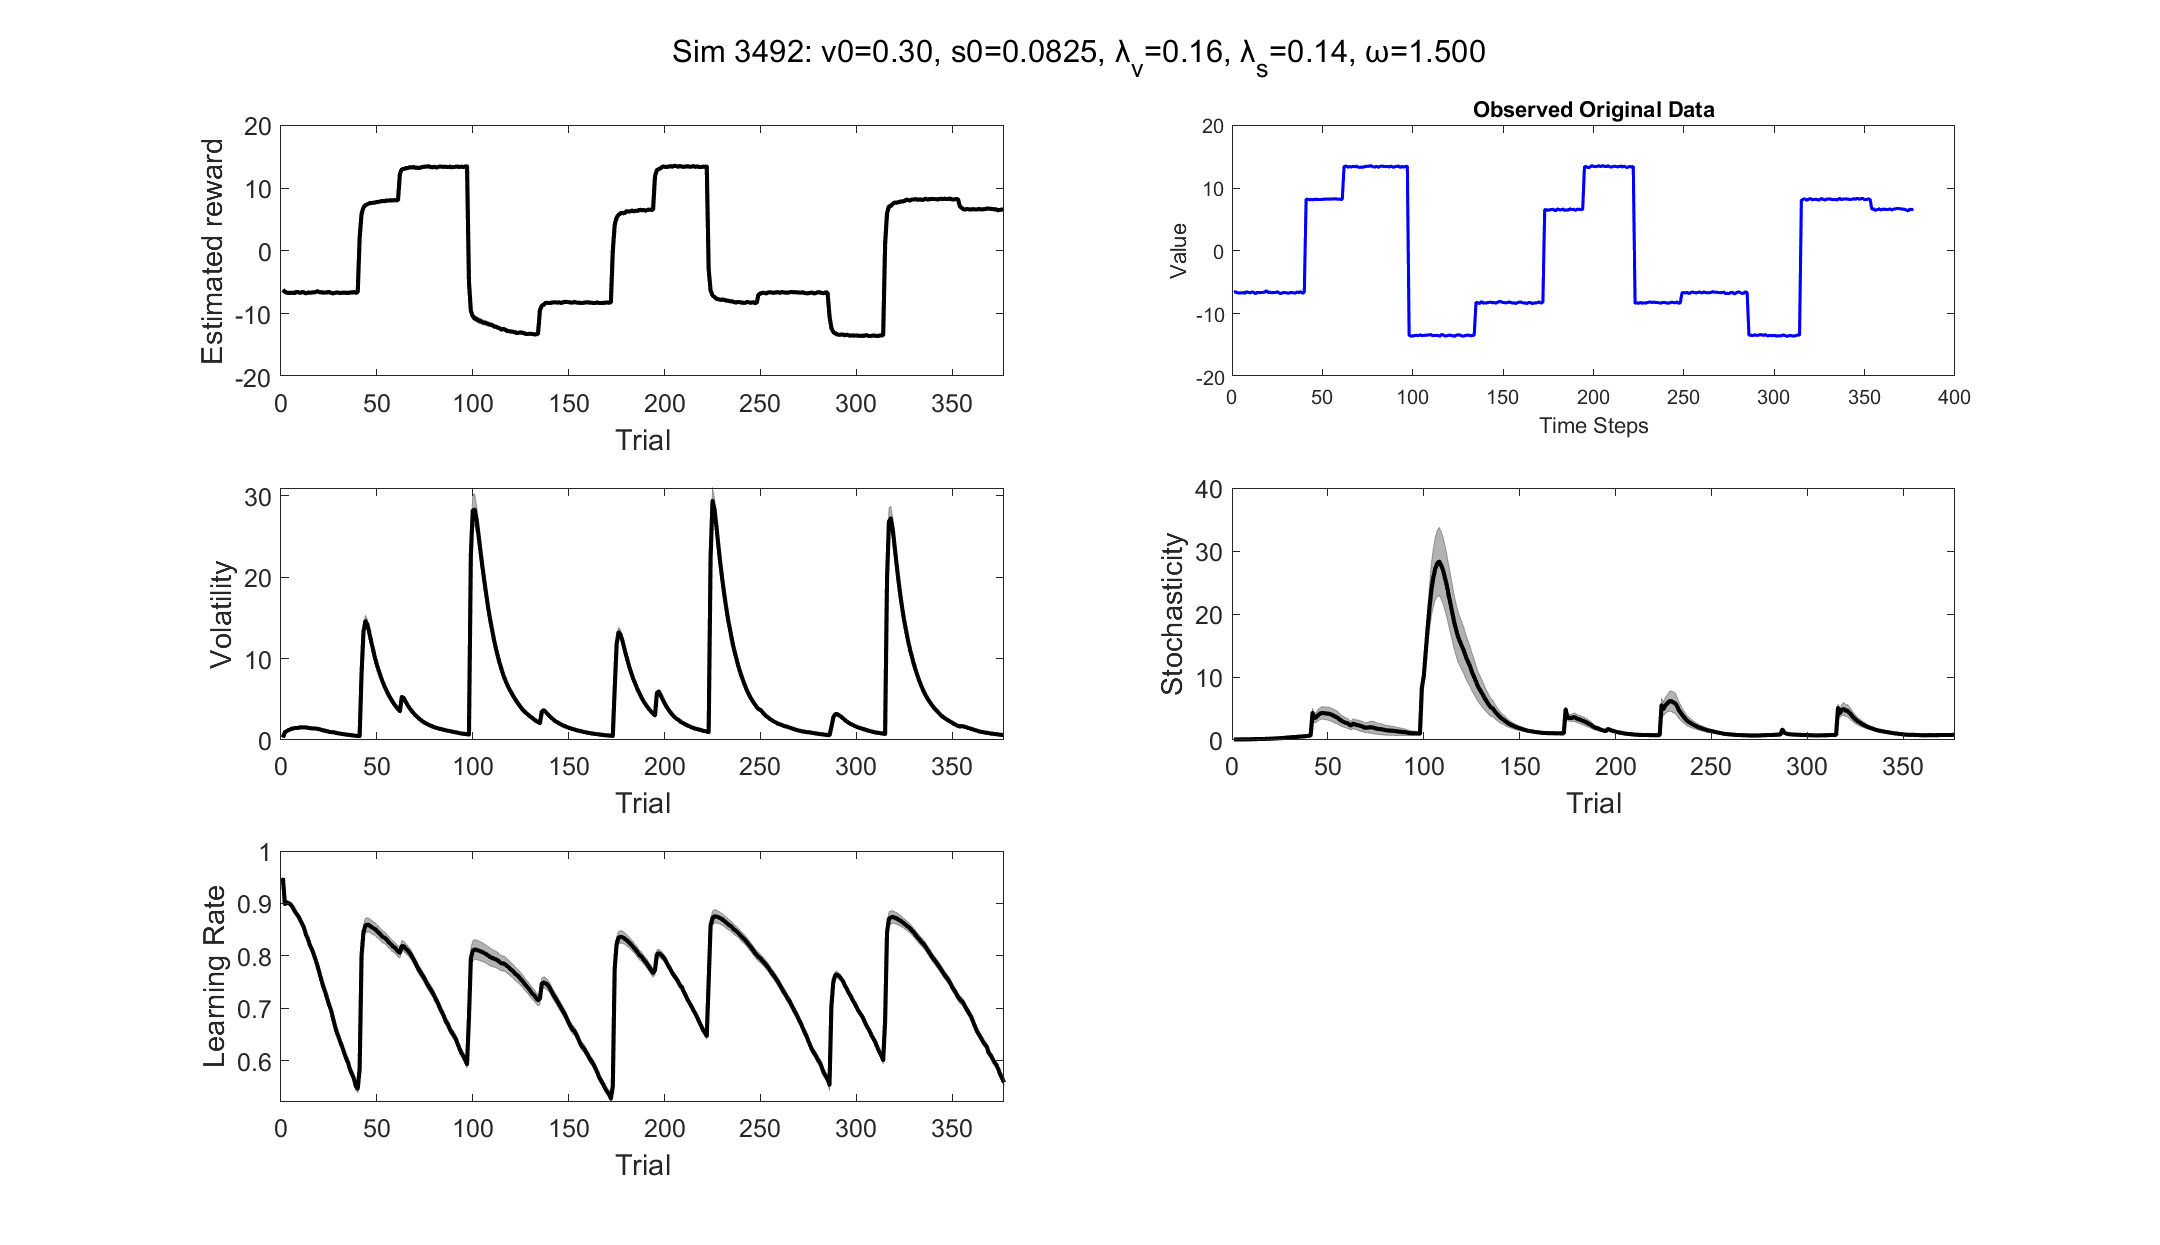 Sim 3492: v0=0.30, s0=0.0825, λ_v=0.16, λ_s=0.14, ω=1.500
Estimated reward
20
10
0
-10
-20
0 50 100 150 200 250 300 350
Trial
Observed Original Data
Value
20
10
0
-10
-20
0 50 100 150 200 250 300 350 400
Time Steps
Volatility
30
20
10
0
0 50 100 150 200 250 300 350
Trial
Stochasticity
40
30
20
10
0
0 50 100 150 200 250 300 350
Trial
Learning Rate
1
0.9
0.8
0.7
0.6
0 50 100 150 200 250 300 350
Trial